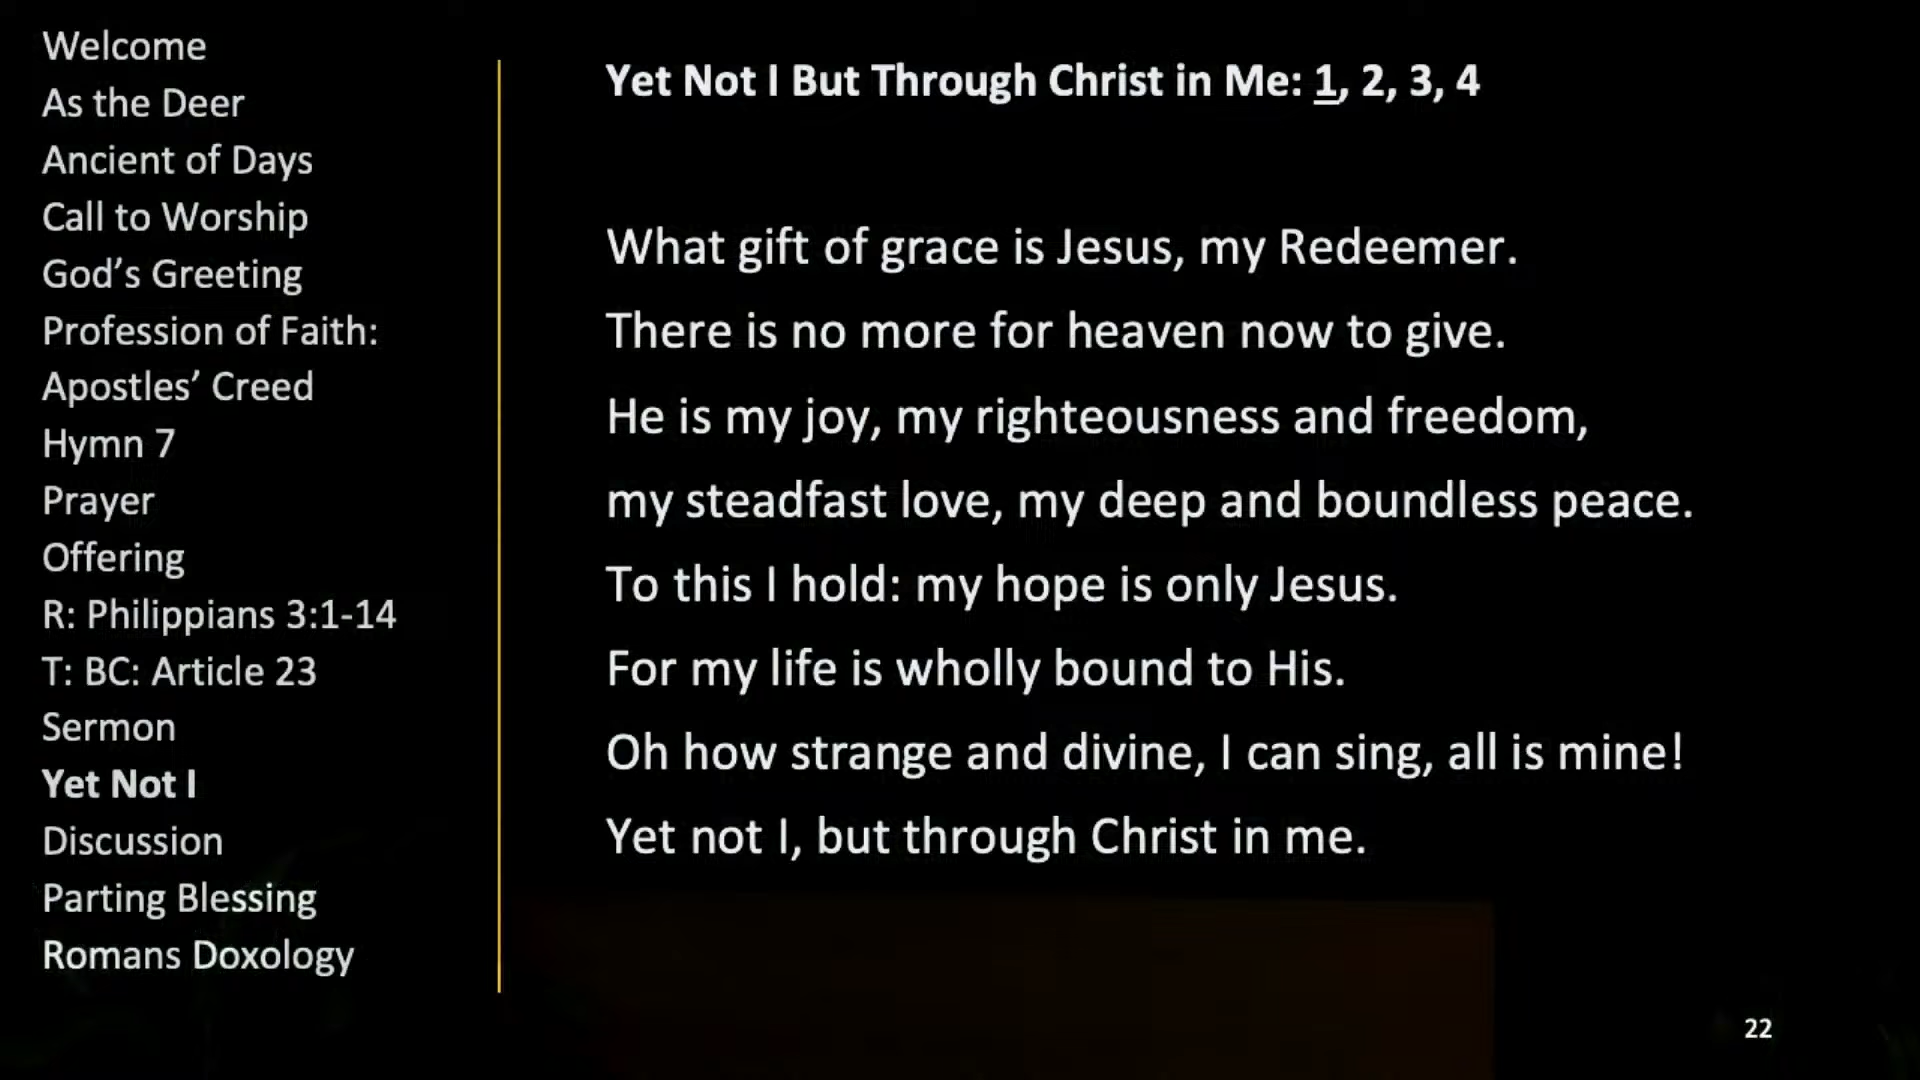 Welcome
As the Deer
Ancient of Days
Call to Worship
God’s Greeting
Profession of Faith:
Apostles’ Creed
Hymn 7
Prayer
Offering
R: Philippians 3:1-14
T: BC: Article 23
Sermon
Yet Not I
Discussion
Parting Blessing
Romans Doxology
Yet Not I But Through Christ in Me: 1, 2, 3, 4
What gift of grace is Jesus, my Redeemer.
There is no more for heaven now to give.
He is my joy, my righteousness and freedom,
my steadfast love, my deep and boundless peace.
To this I hold: my hope is only Jesus.
For my life is wholly bound to His.
Oh how strange and divine, I can sing, all is mine!
Yet not I, but through Christ in me.
22